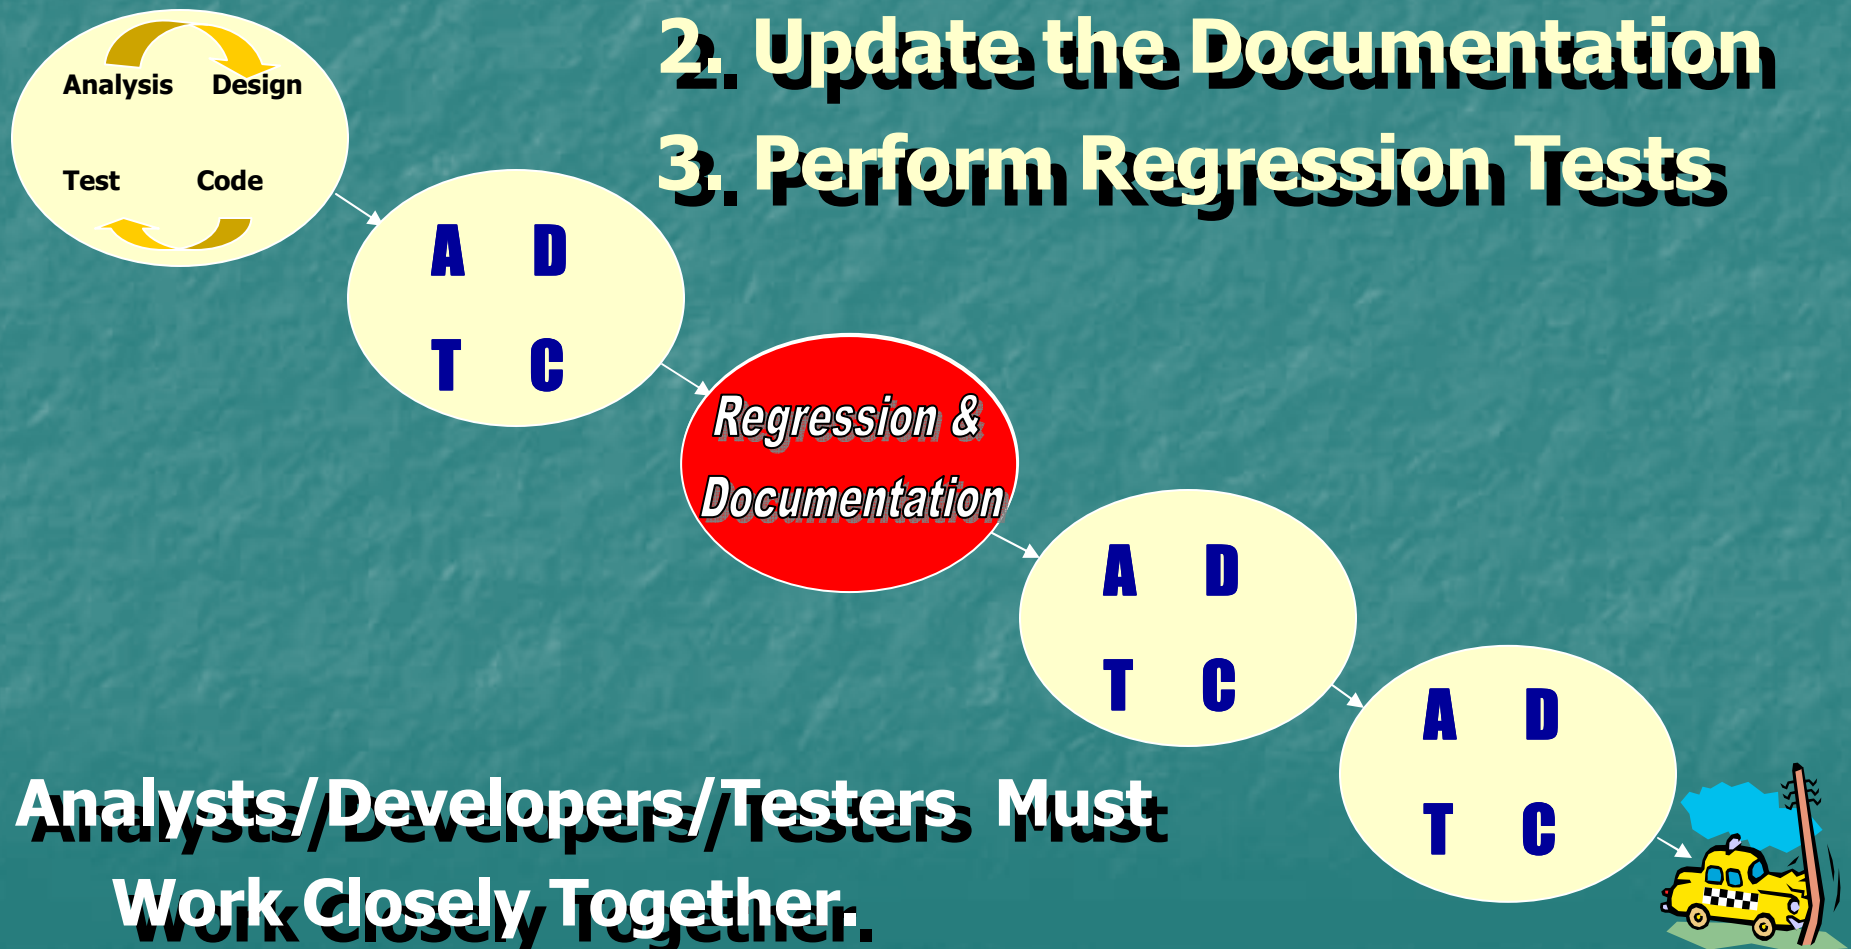 2. Update the Documentation
3. Perform Regression Tests
Analysis Design
Test Code
A D
T C
Regression &
Documentation
A D
T C
A D
T C
Analysts/Developers/Testers Must
Work Closely Together.